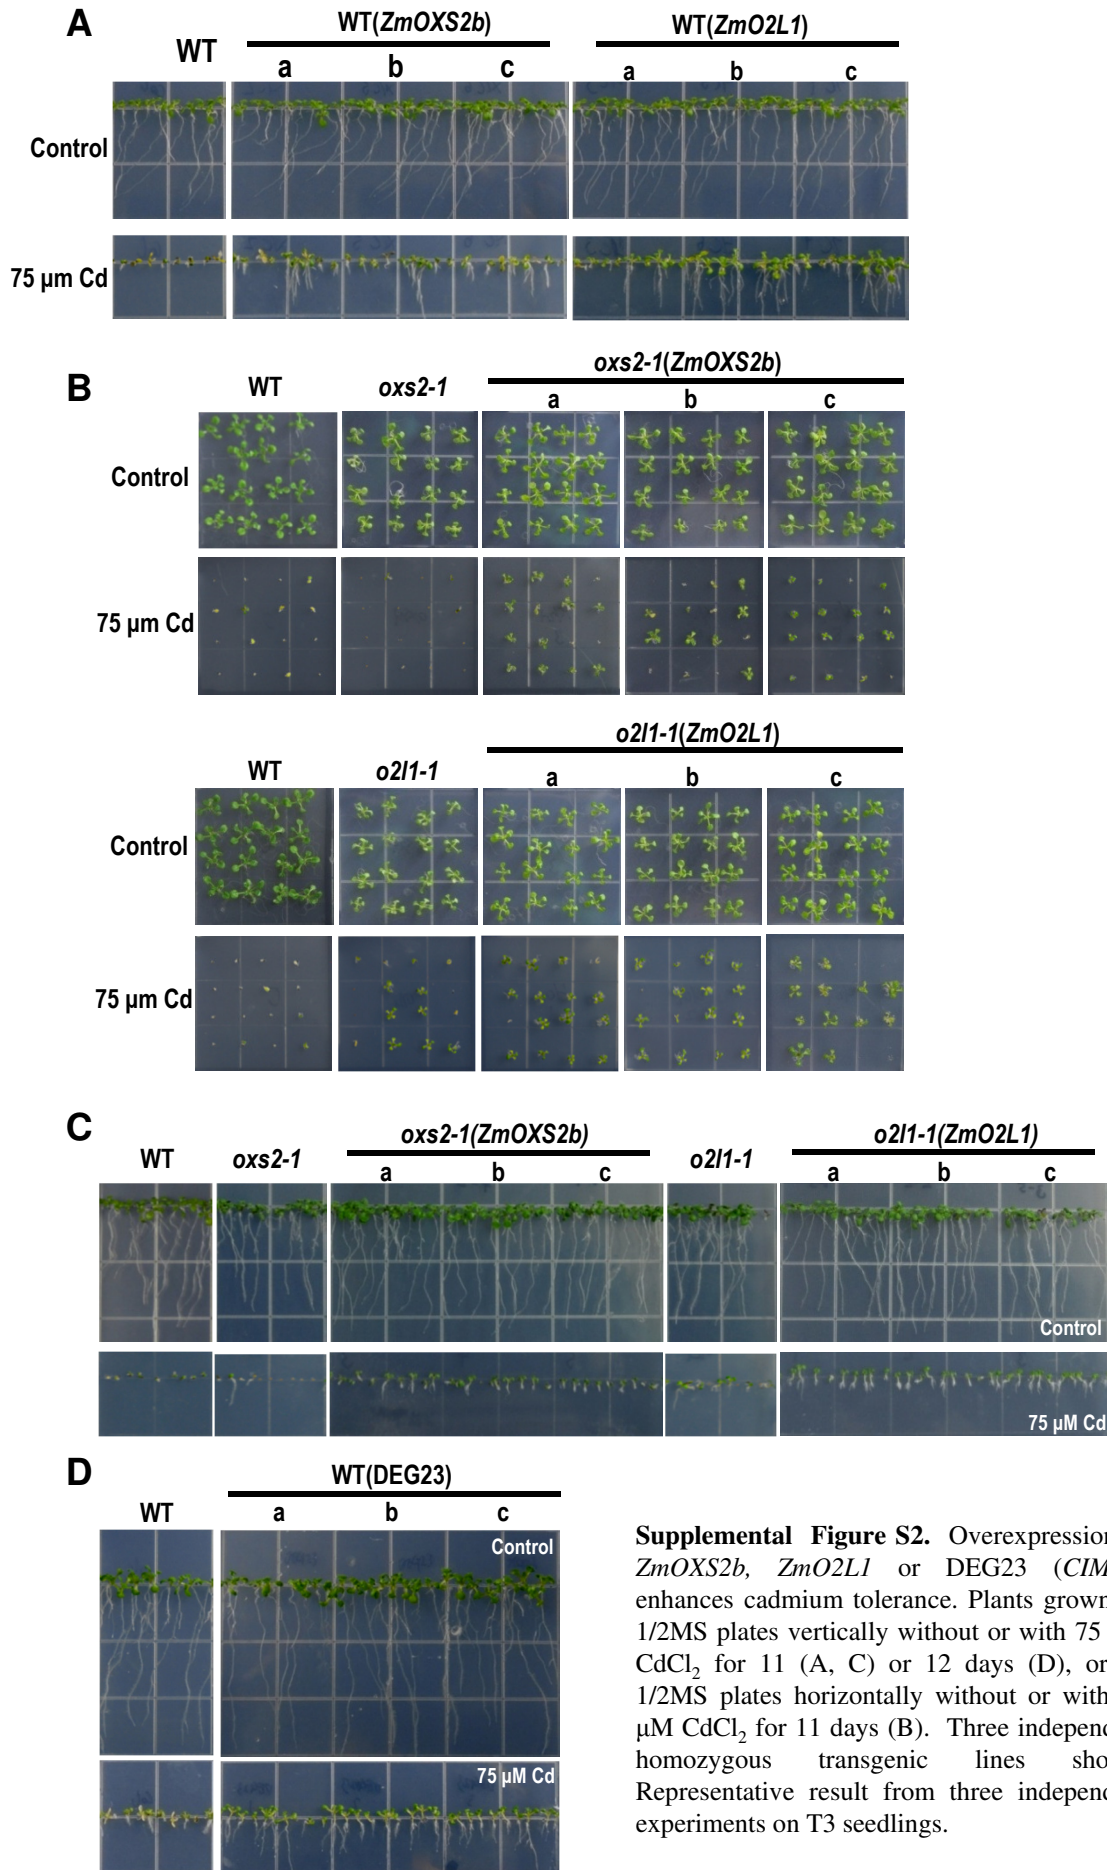 A
WT
WT(ZmOXS2b)
WT(ZmO2L1)
a b c
a b c
Control
75 µm Cd
B
WT
oxs2-1
oxs2-1(ZmOXS2b)
a b c
Control
75 µm Cd
WT
o2l1-1
o2l1-1(ZmO2L1)
a b c
Control
75 µm Cd
C
WT
oxs2-1
oxs2-1(ZmOXS2b)
a b c
o2l1-1
o2l1-1(ZmO2L1)
a b c
Control
75 µM Cd
D
WT
WT(DEG23)
a b c
Control
75 µM Cd
Supplemental Figure S2. Overexpression
ZmOXS2b, ZmO2L1 or DEG23 (CIM
enhances cadmium tolerance. Plants grown
1/2MS plates vertically without or with 75
CdCl2 for 11 (A, C) or 12 days (D), or
1/2MS plates horizontally without or with
µM CdCl2 for 11 days (B). Three independ
homozygous transgenic lines sho
Representative result from three independ
experiments on T3 seedlings.